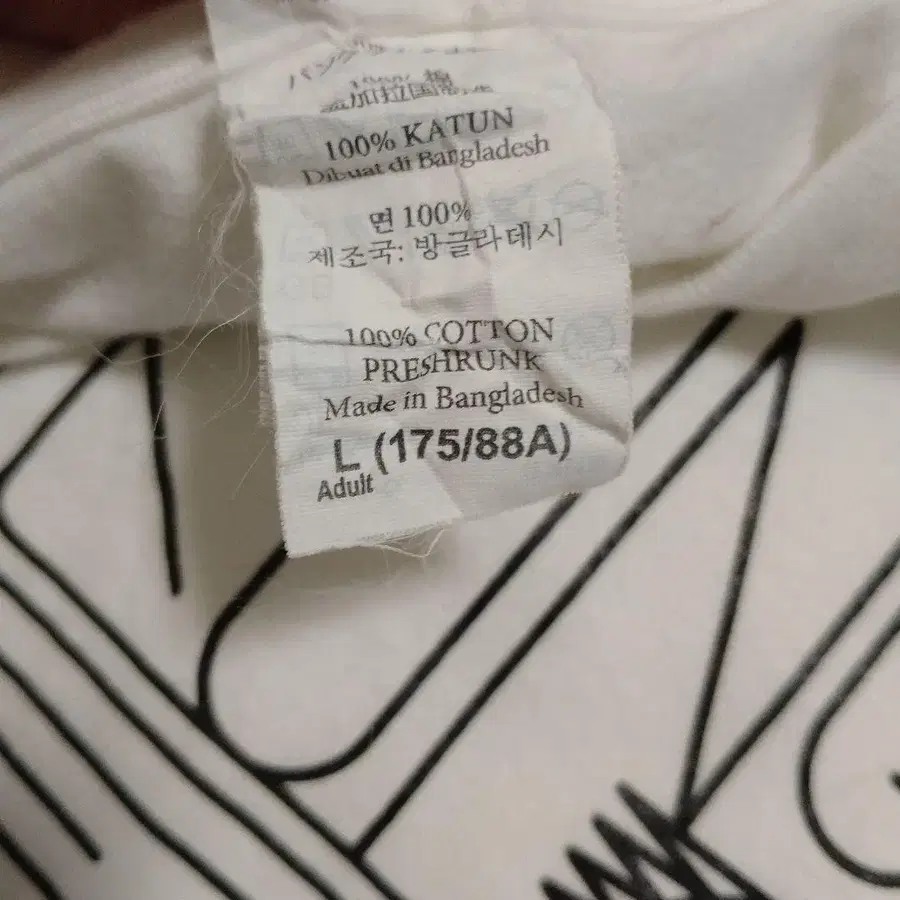 100% KATUN
Dibuat di Bangladesh
면 100%
제조국: 방글라데시
100% COTTON
PRESHRUNK
Made in Bangladesh
L (175/88A)
Adult